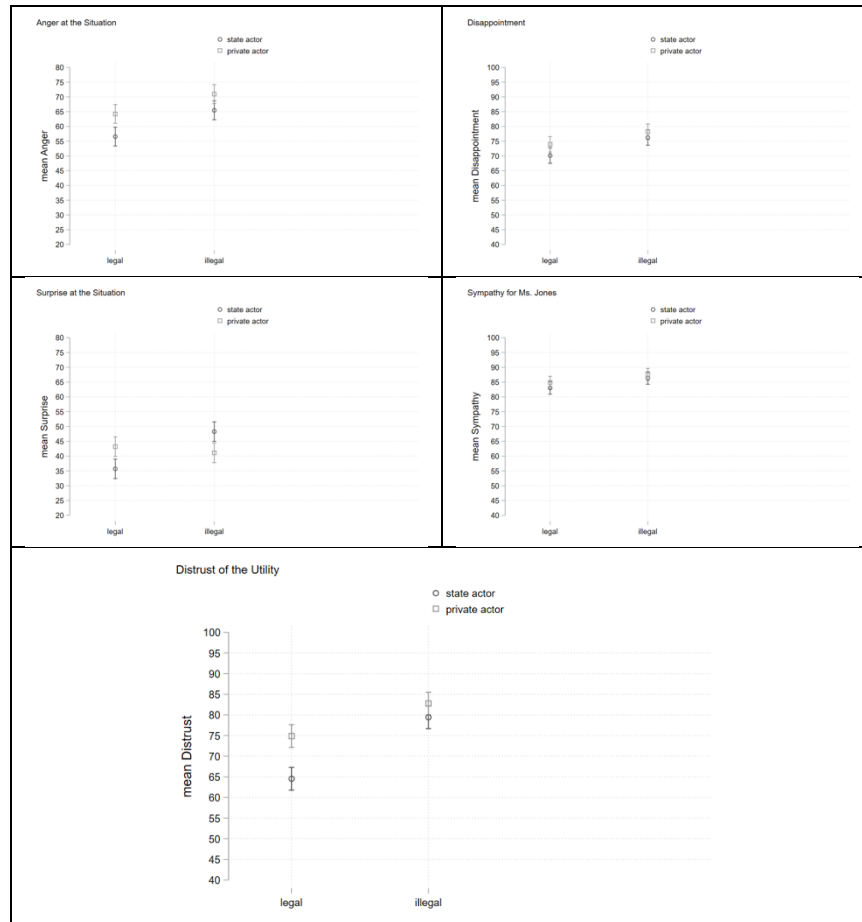 Anger at the Situation
state actor
private actor
80
75
70
65
60
55
50
45
40
35
30
25
20
mean Anger
legal
illegal
Disappointment
state actor
private actor
100
95
90
85
80
75
70
65
60
55
50
45
40
mean Disappointment
legal
illegal
Surprise at the Situation
state actor
private actor
80
75
70
65
60
55
50
45
40
35
30
25
20
mean Surprise
legal
illegal
Sympathy for Ms. Jones
state actor
private actor
100
95
90
85
80
75
70
65
60
55
50
45
40
mean Sympathy
legal
illegal
Distrust of the Utility
state actor
private actor
100
95
90
85
80
75
70
65
60
55
50
45
40
mean Distrust
legal
illegal